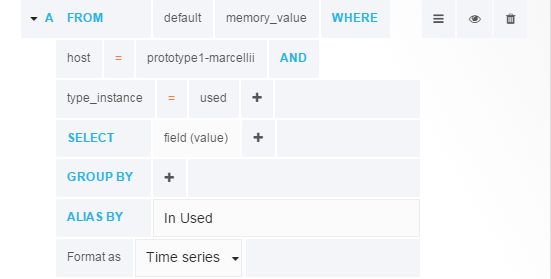 A FROM default memory_value WHERE
host = prototype1-marcellii AND
type_instance = used +
SELECT field (value) +
GROUP BY +
ALIAS BY In Used
Format as Time series